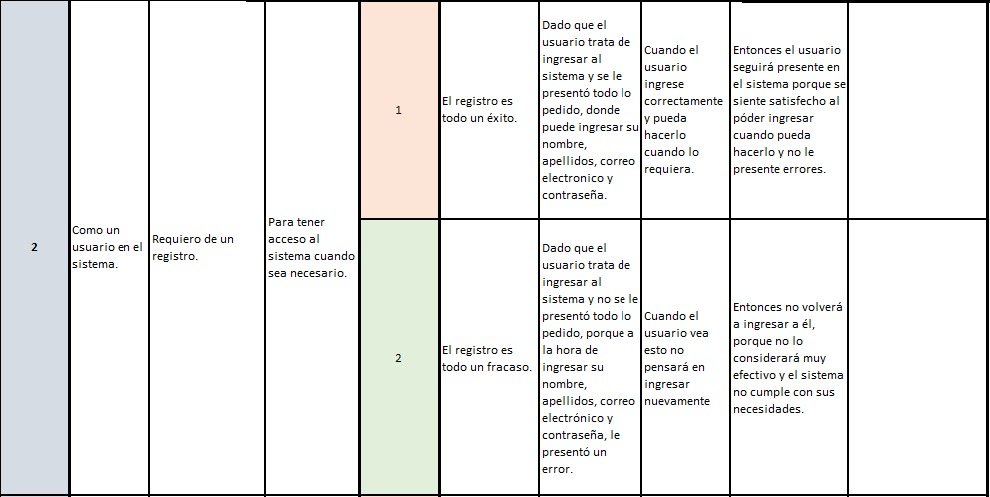 2
Como un
usuario en el
sistema.
Requiero de un
registro.
Para tener
acceso al
sistema cuando
sea necesario.
1
El registro es
todo un éxito.
Dado que el
usuario trata de
ingresar al
sistema y se le
presentó todo lo
pedido, donde
puede ingresar su
nombre,
apellidos, correo
electronico y
contraseña.
Cuando el
usuario
ingrese
correctamente
y pueda
hacerlo
cuando lo
requiera.
Entonces el usuario
seguirá presente en
el sistema porque se
siente satisfecho al
póder ingresar
cuando pueda
hacerlo y no le
presente errores.
2
El registro es
todo un fracaso.
Dado que el
usuario trata de
ingresar al
sistema y no se le
presentó todo lo
pedido, porque a
la hora de
ingresar su
nombre,
apellidos, correo
electrónico y
contraseña, le
presentó un
error.
Cuando el
usuario vea
esto no
pensará en
ingresar
nuevamente
Entonces no volverá
a ingresar a él,
porque no lo
considerará muy
efectivo y el sistema
no cumple con sus
necesidades.